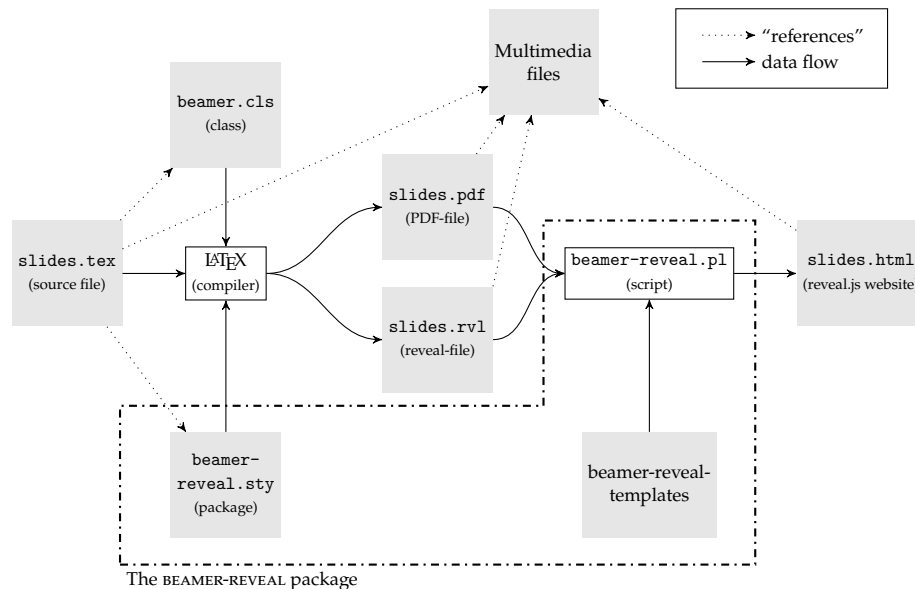 Multimedia
files
“references”
data flow
beamer.cls
(class)
slides.pdf
(PDF-file)
slides.tex
(source file)
LATEX
(compiler)
beamer-reveal.pl
(script)
slides.html
(reveal.js website)
slides.rvl
(reveal-file)
beamer-
reveal.sty
(package)
beamer-reveal-
templates
The BEAMER-REVEAL package